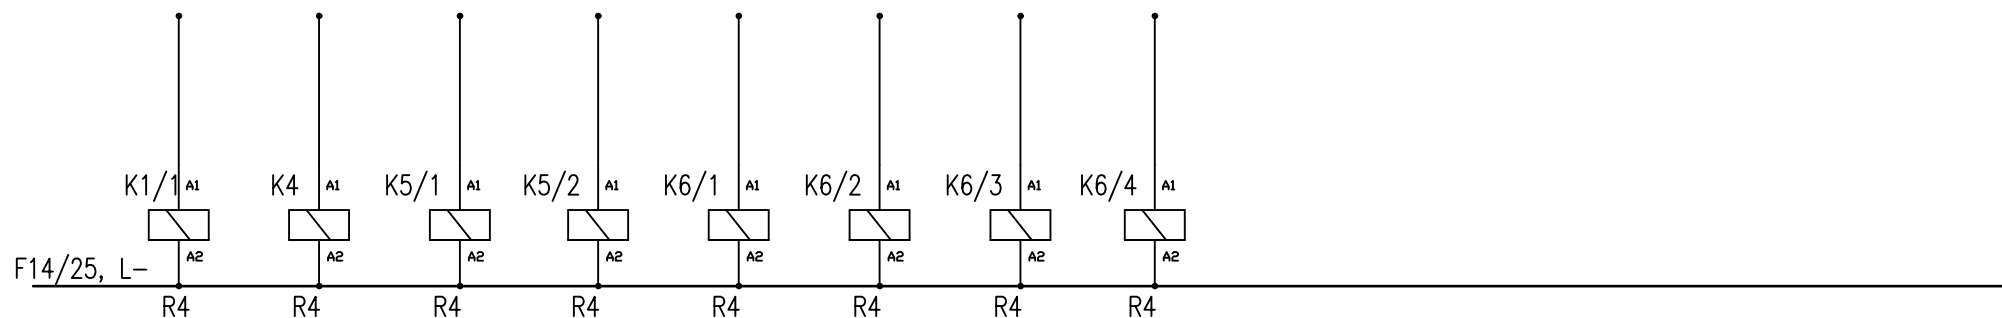 K1/1 A1 K4 A1 K5/1 A1 K5/2 A1 K6/1 A1 K6/2 A1 K6/3 A1 K6/4 A1
A2 A2 A2 A2 A2 A2 A2 A2
F14/25, L-
R4 R4 R4 R4 R4 R4 R4 R4